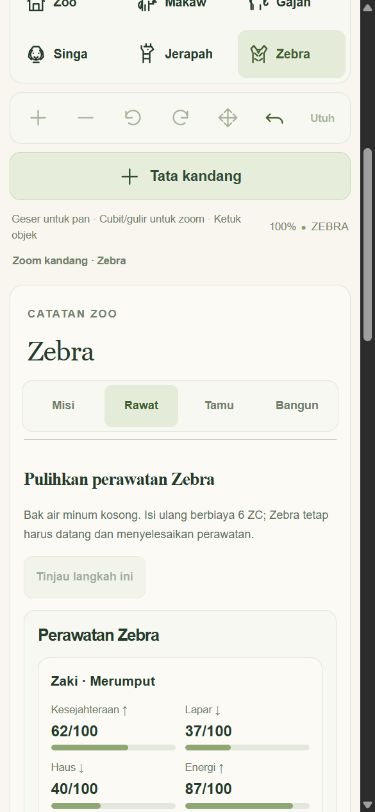 Zoo Makaw Gajah
Singa Jerapah Zebra
Utuh
Tata kandang
Geser untuk pan · Cubit/gulir untuk zoom · Ketuk
objek
100% • ZEBRA
Zoom kandang · Zebra
CATATAN ZOO
Zebra
Misi Rawat Tamu Bangun
Pulihkan perawatan Zebra
Bak air minum kosong. Isi ulang berbiaya 6 ZC; Zebra tetap
harus datang dan menyelesaikan perawatan.
Tinjau langkah ini
Perawatan Zebra
Zaki · Merumput
Kesejahteraan ↑ Lapar ↓
62/100 37/100
Haus ↓ Energi ↑
40/100 87/100